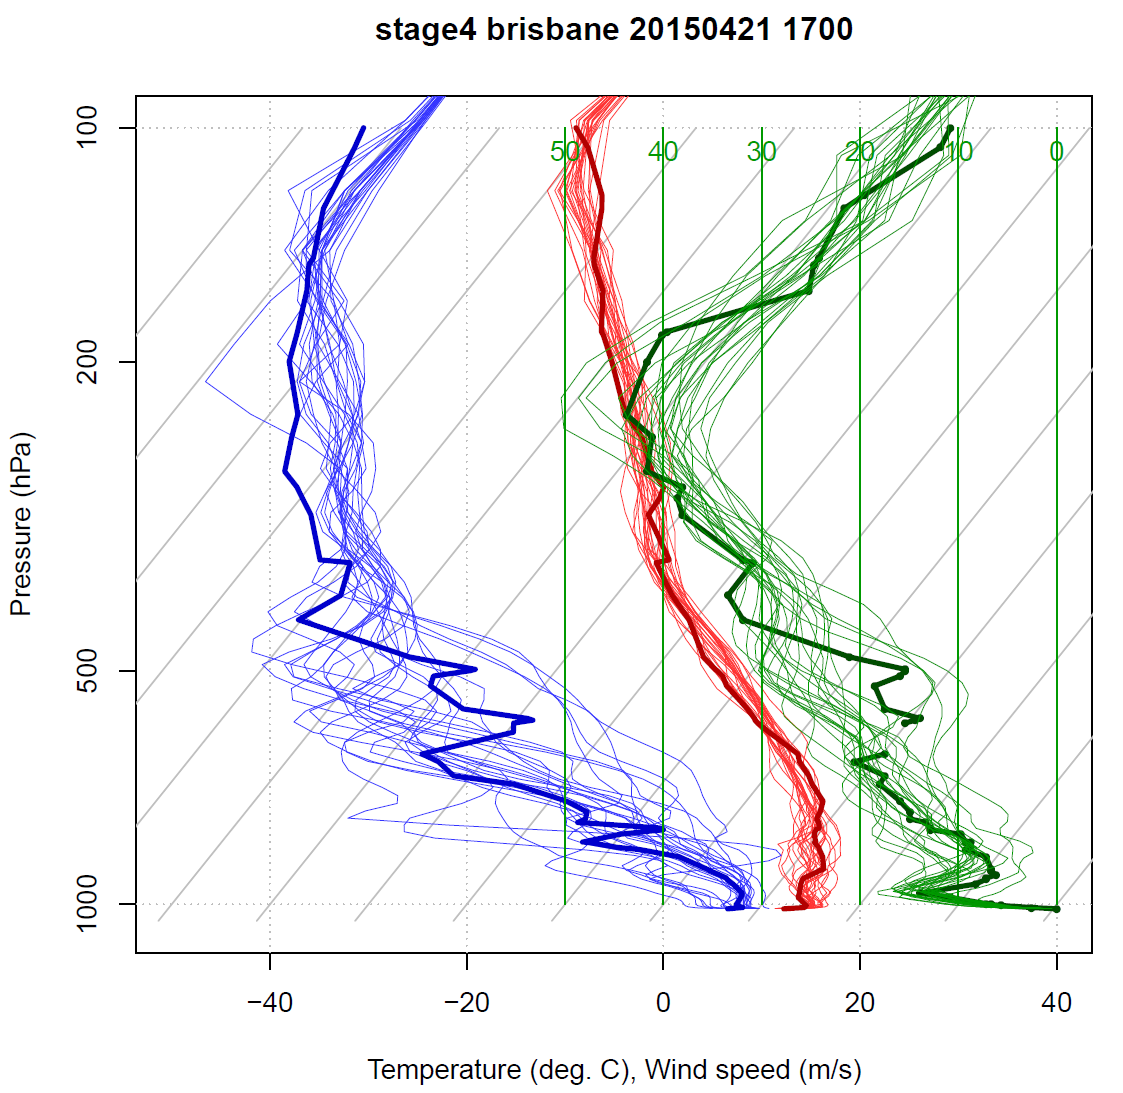 stage4 brisbane 20150421 1700
100
50 40 30 20 10 0
200
Pressure (hPa)
500
1000
−40 −20 0 20 40
Temperature (deg. C), Wind speed (m/s)